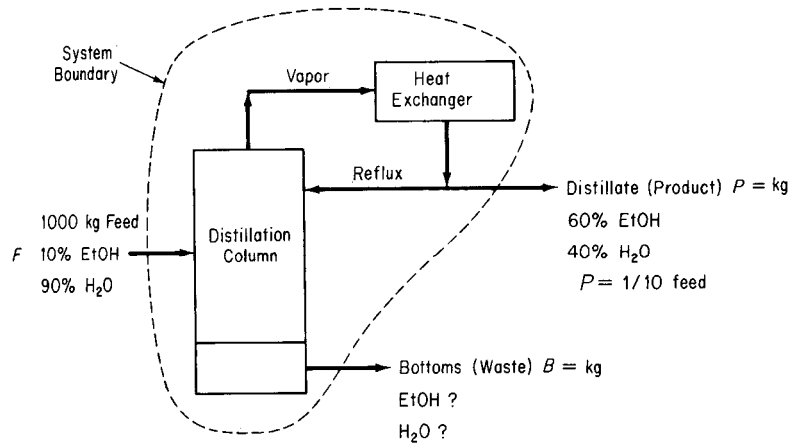 System
Boundary
Vapor
Heat
Exchanger
Reflux
Distillate (Product) P = kg
60% EtOH
40% H₂O
P = 1/10 feed
1000 kg Feed
F 10% EtOH
90% H₂O
Distillation
Column
Bottoms (Waste) B = kg
EtOH ?
H₂O ?